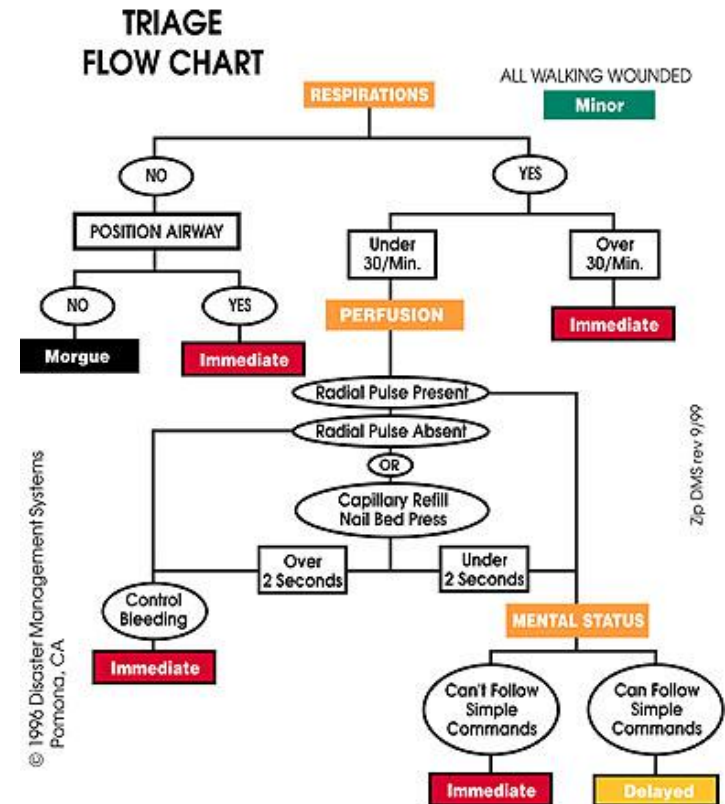 TRIAGE
FLOW CHART
ALL WALKING WOUNDED
Minor
RESPIRATIONS
NO
YES
POSITION AIRWAY
Under
30/Min.
Over
30/Min.
NO
YES
PERFUSION
Immediate
Morgue
Immediate
Radial Pulse Present
Radial Pulse Absent
OR
Capillary Refill
Nail Bed Press
Over
2 Seconds
Under
2 Seconds
Control
Bleeding
MENTAL STATUS
Immediate
Can't Follow
Simple
Commands
Can Follow
Simple
Commands
Immediate
Delayed
© 1996 Disaster Management Systems
Pomona, CA
Zip DMS rev 9/99